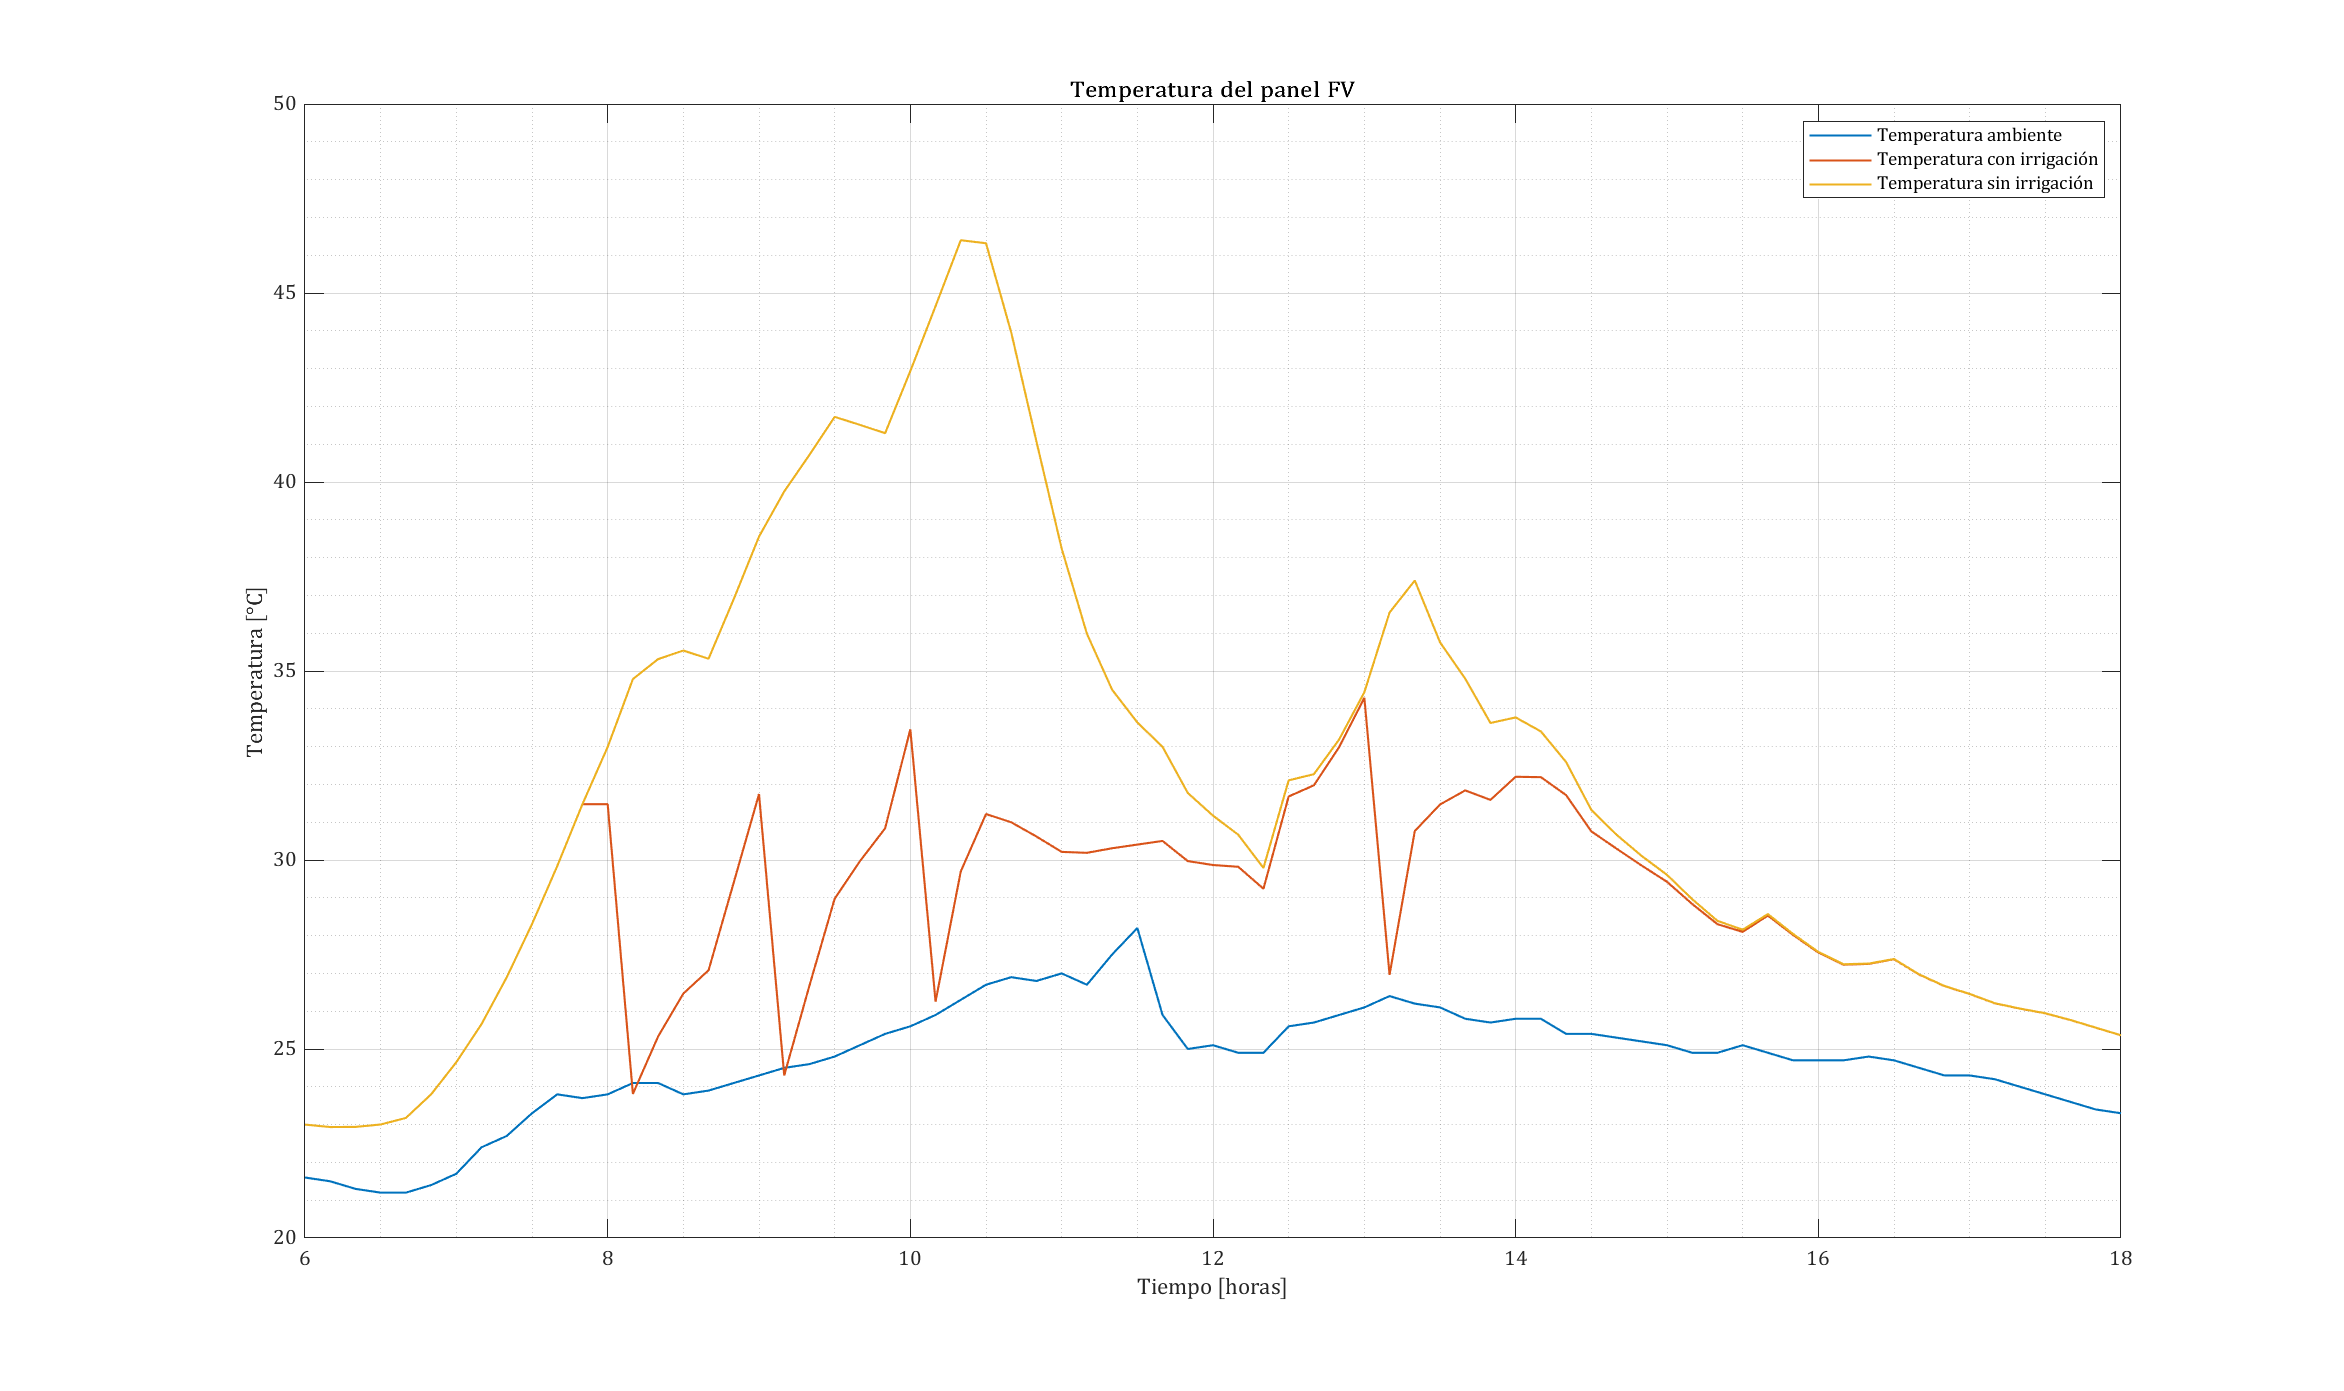 Temperatura del panel FV
50
45
40
35
30
25
20
Temperatura [°C]
Temperatura ambiente
Temperatura con irrigación
Temperatura sin irrigación
6 8 10 12 14 16 18
Tiempo [horas]